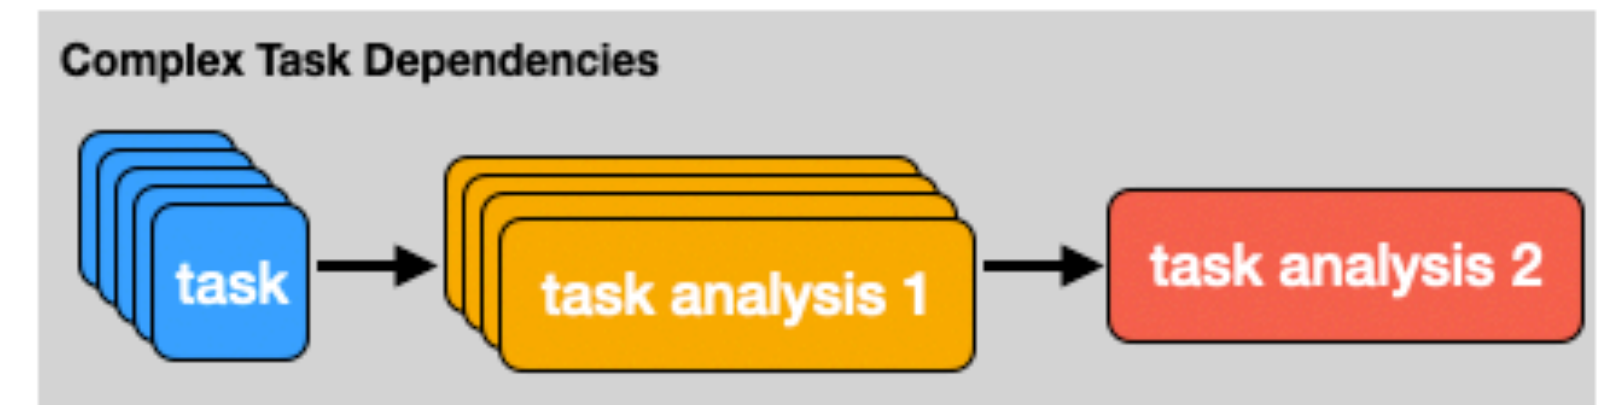 Complex Task Dependencies
task
task analysis 1
task analysis 2